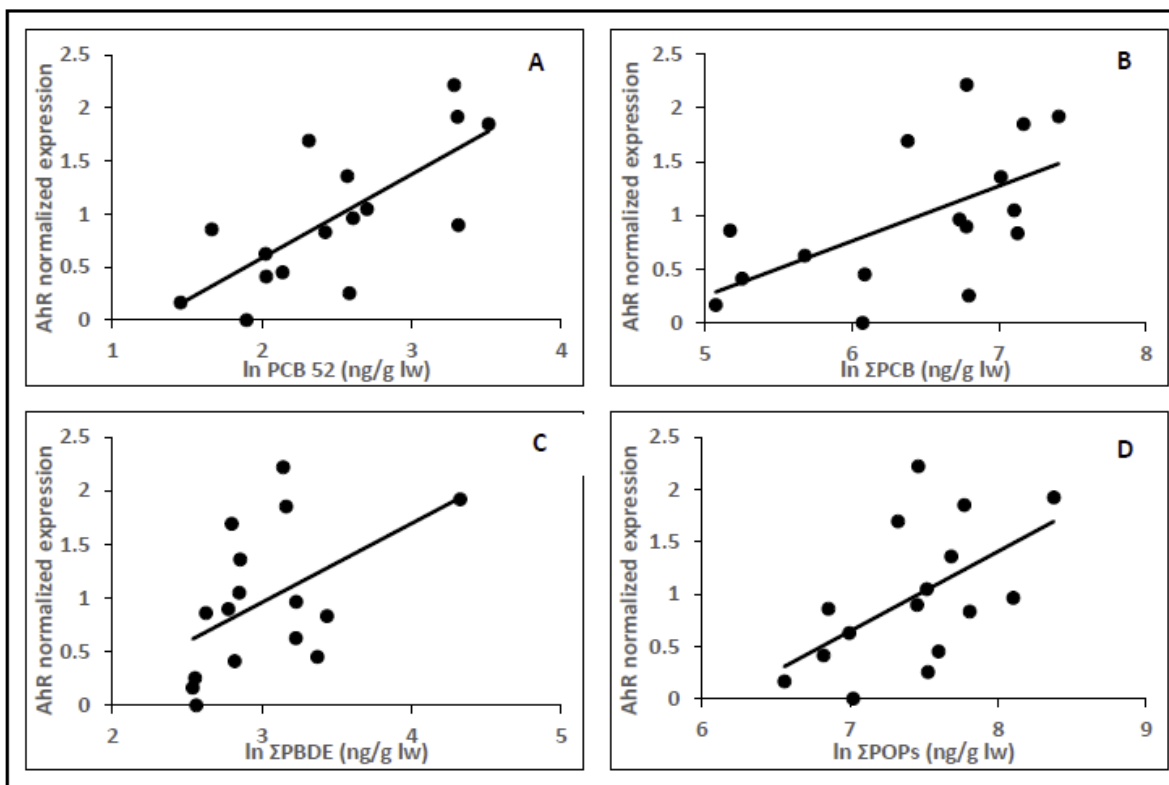 A
AhR normalized expression
2.5
2
1.5
1
0.5
0
1 2 3 4
ln PCB 52 (ng/g lw)
B
AhR normalized expression
2.5
2
1.5
1
0.5
0
5 6 7 8
ln ΣPCB (ng/g lw)
C
AhR normalized expression
2.5
2
1.5
1
0.5
0
2 3 4 5
ln ΣPBDE (ng/g lw)
D
AhR normalized expression
2.5
2
1.5
1
0.5
0
6 7 8 9
ln ΣPOPs (ng/g lw)